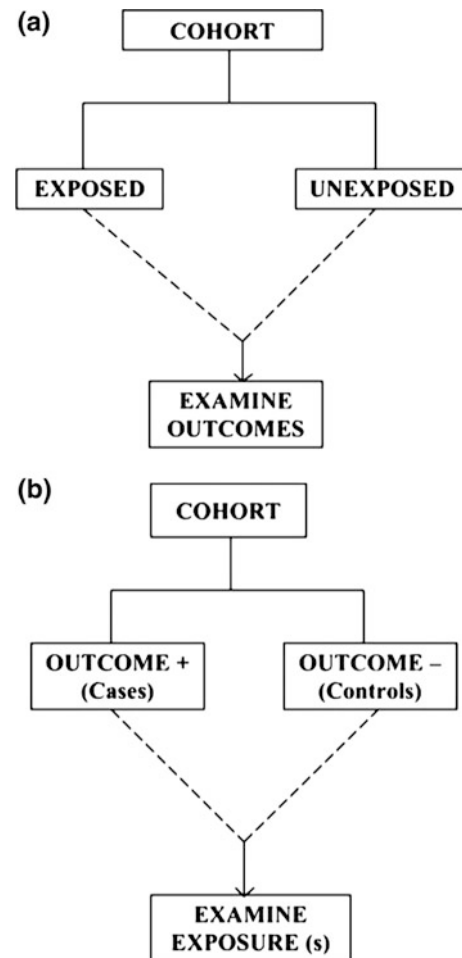 (a)
COHORT
EXPOSED
UNEXPOSED
EXAMINE
OUTCOMES
(b)
COHORT
OUTCOME +
(Cases)
OUTCOME –
(Controls)
EXAMINE
EXPOSURE (s)